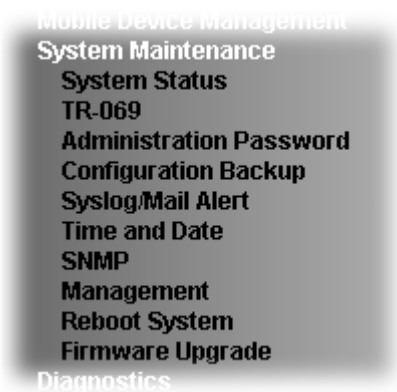 Mobile Device Management
System Maintenance
System Status
TR-069
Administration Password
Configuration Backup
Syslog/Mail Alert
Time and Date
SNMP
Management
Reboot System
Firmware Upgrade
Diagnostics